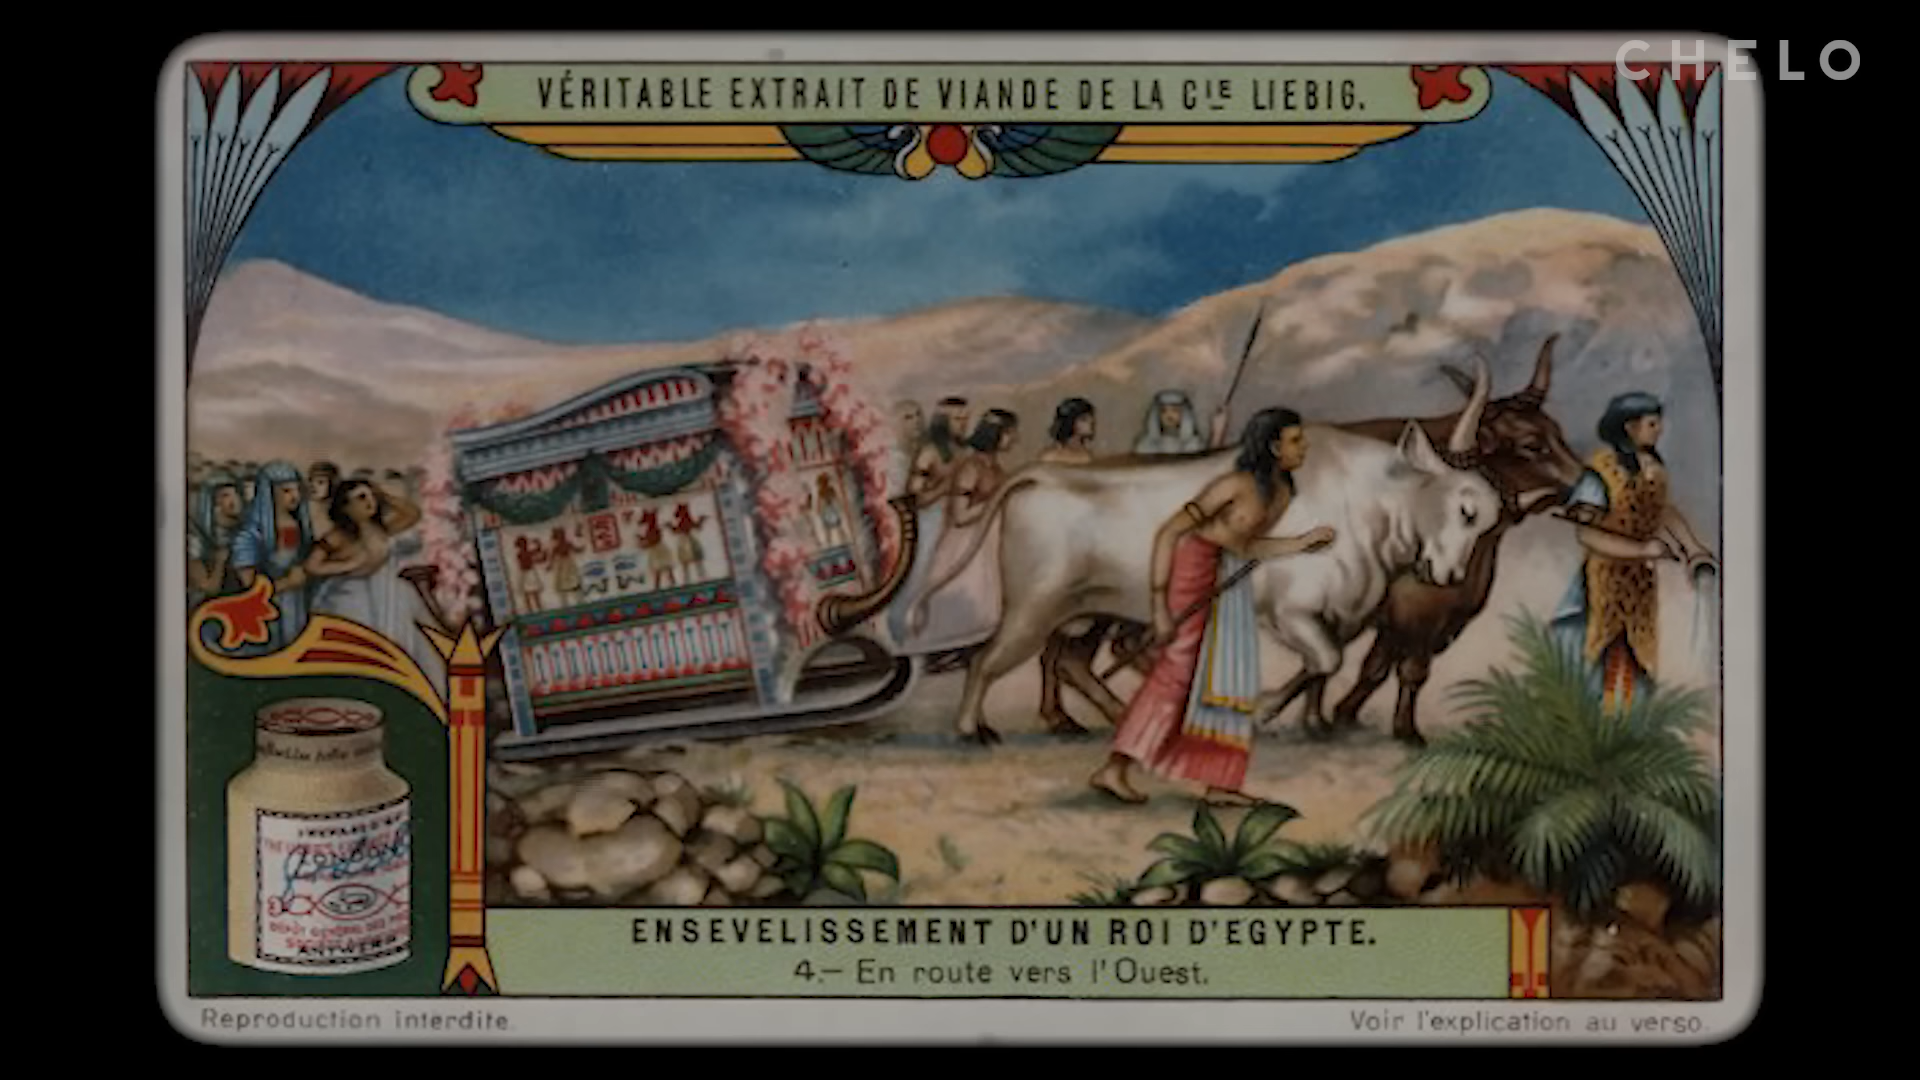 CHELO
VÉRITABLE EXTRAIT DE VIANDE DE LA CIE LIEBIG.
ANTWERP
ENSEVELISSEMENT D'UN ROI D'EGYPTE.
4.— En route vers l'Ouest.
Reproduction interdite.
Voir l'explication au verso.